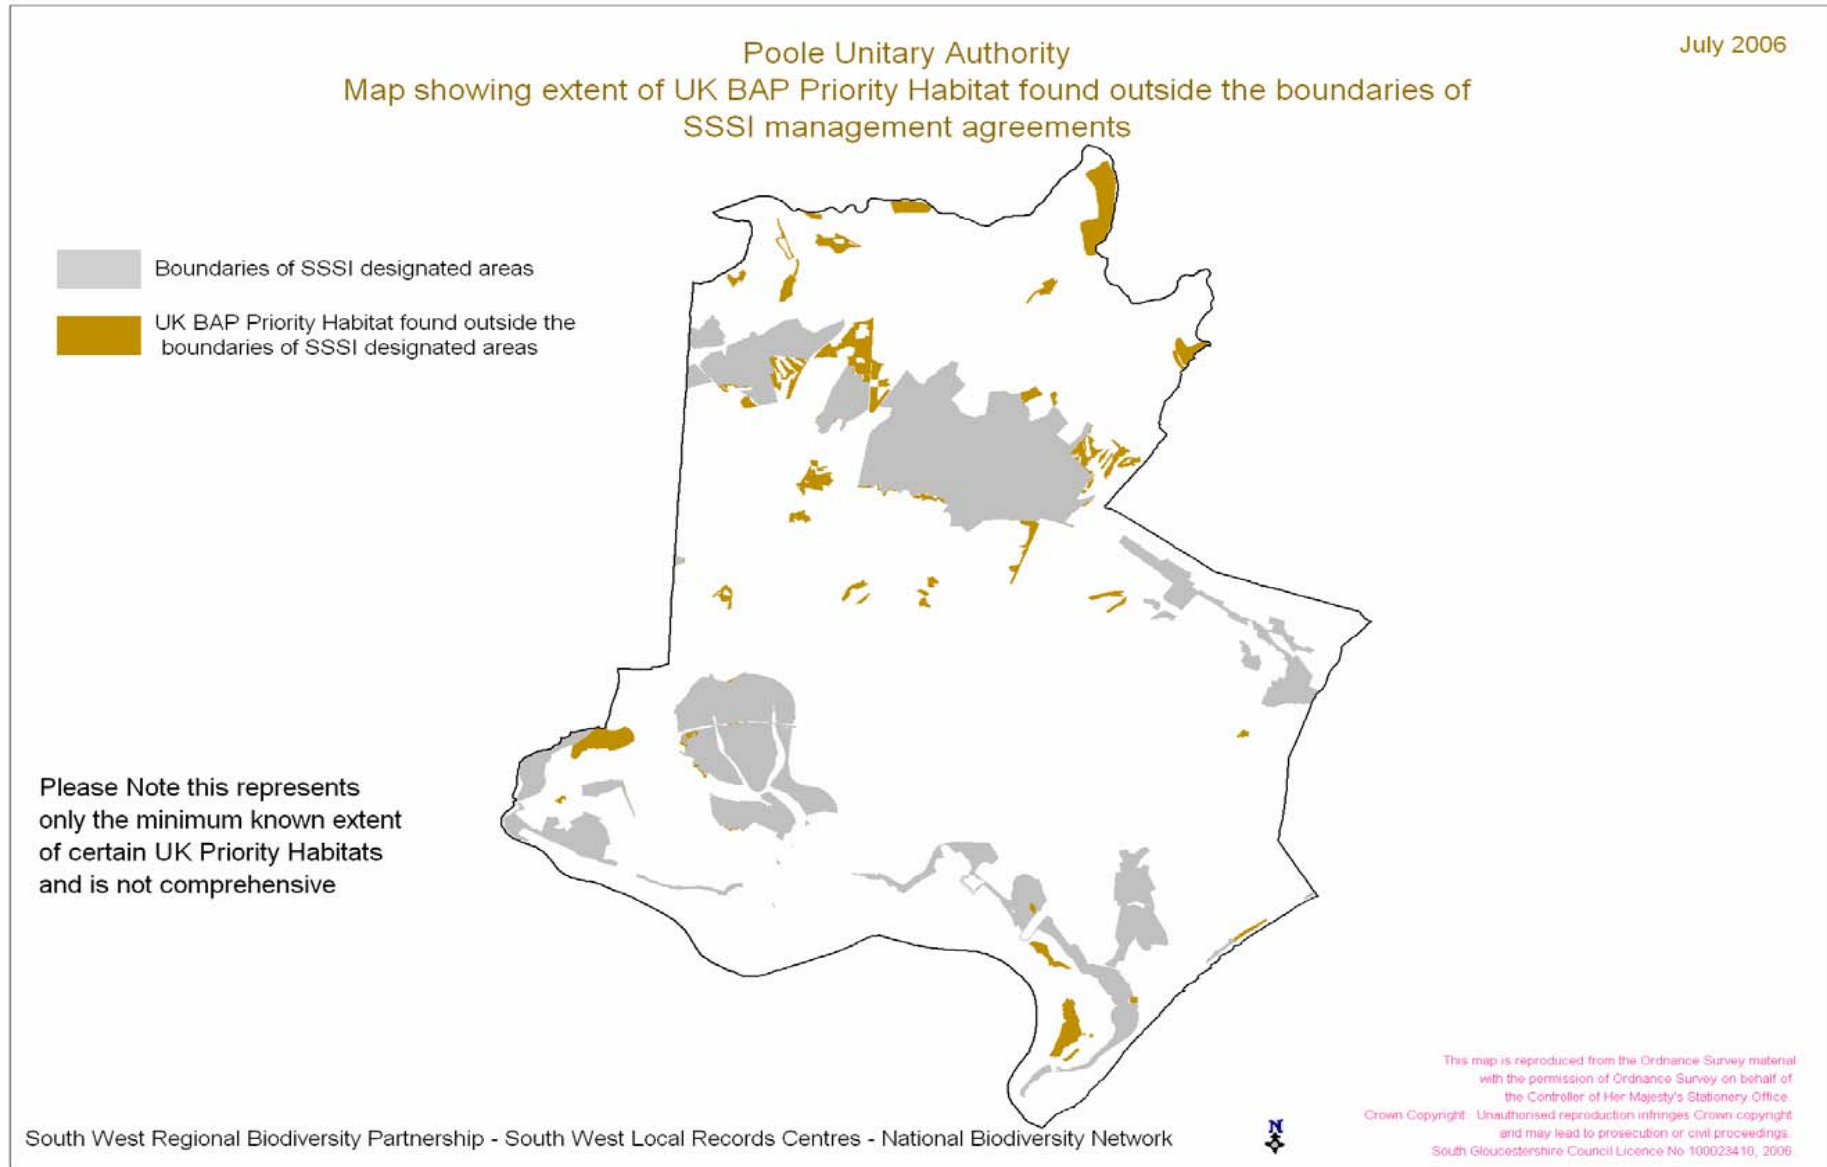 Poole Unitary Authority
July 2006
Map showing extent of UK BAP Priority Habitat found outside the boundaries of
SSSI management agreements
Boundaries of SSSI designated areas
UK BAP Priority Habitat found outside the
boundaries of SSSI designated areas
Please Note this represents
only the minimum known extent
of certain UK Priority Habitats
and is not comprehensive
This map is reproduced from the Ordnance Survey material
with the permission of Ordnance Survey on behalf of
the Controller of Her Majesty's Stationery Office.
Crown Copyright. Unauthorised reproduction infringes Crown copyright
and may lead to prosecution or civil proceedings.
South Gloucestershire Council Licence No 100023410, 2006.
South West Regional Biodiversity Partnership - South West Local Records Centres - National Biodiversity Network
N